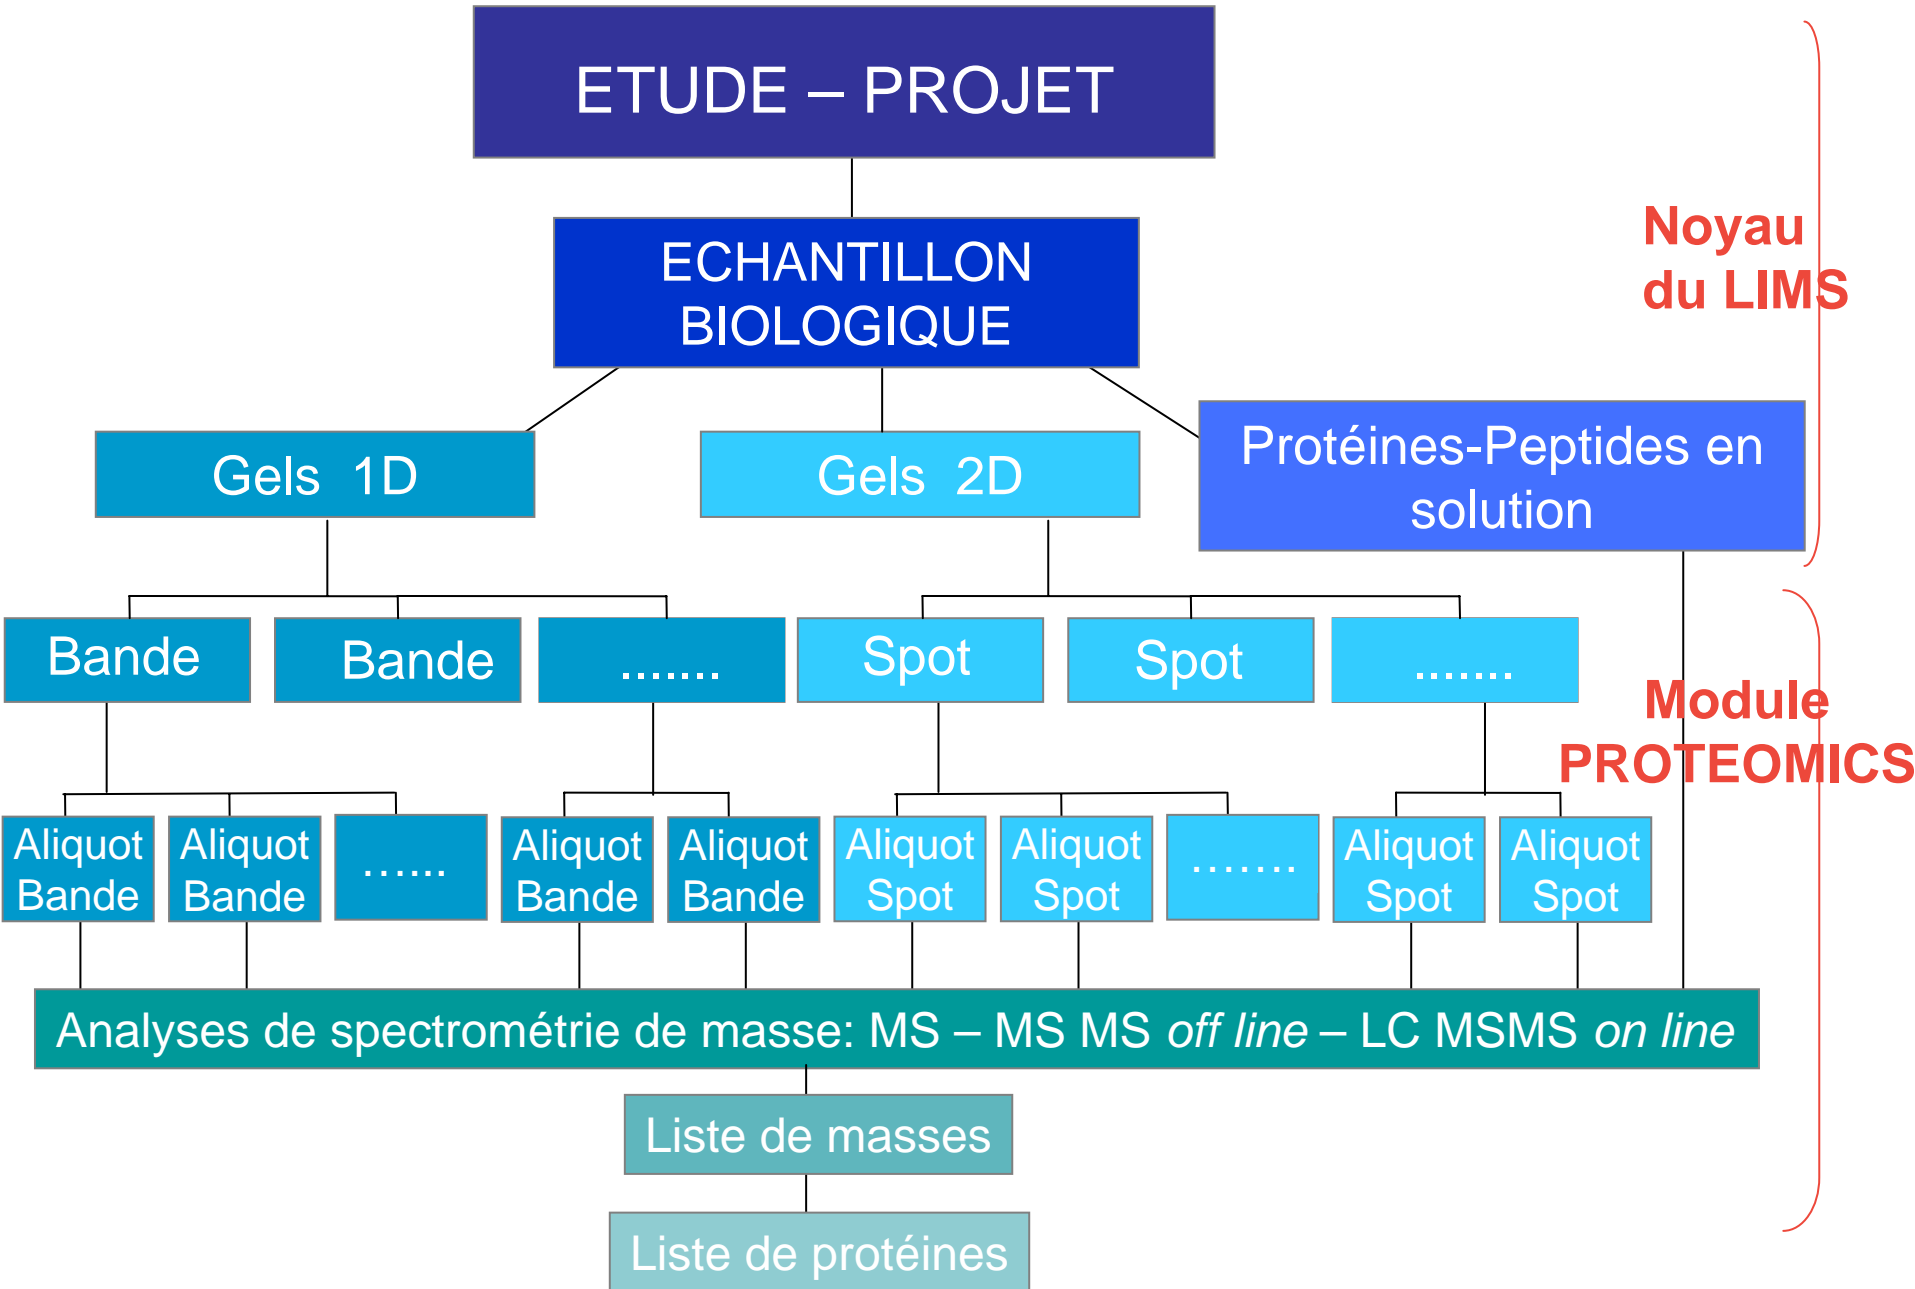 ETUDE – PROJET
Noyau
du LIMS
ECHANTILLON
BIOLOGIQUE
Gels 1D
Gels 2D
Protéines-Peptides en
solution
Bande
Bande
.......
Spot
Spot
.......
Module
PROTEOMICS
Aliquot
Bande
Aliquot
Bande
…...
Aliquot
Bande
Aliquot
Bande
Aliquot
Spot
Aliquot
Spot
…….
Aliquot
Spot
Aliquot
Spot
Analyses de spectrométrie de masse: MS – MS MS off line – LC MSMS on line
Liste de masses
Liste de protéines